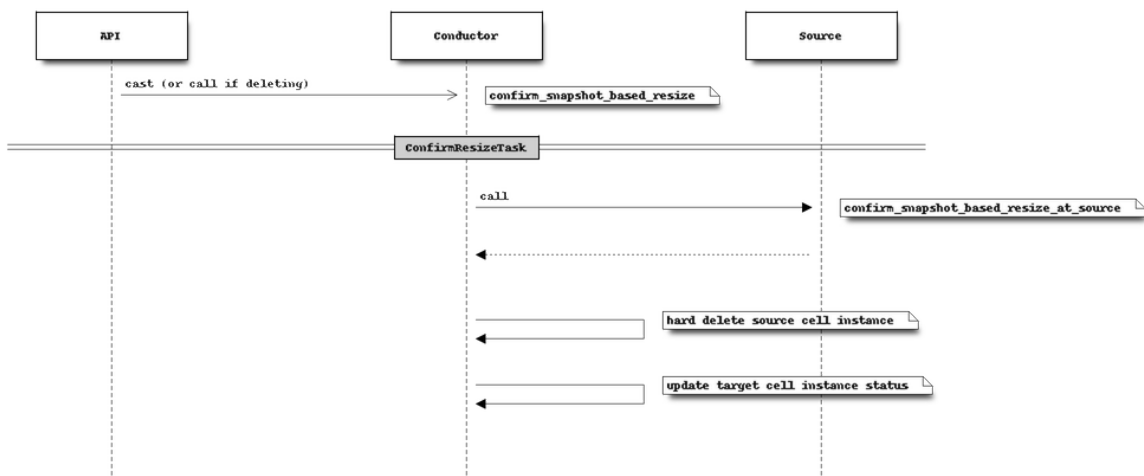 API
Conductor
Source
cast (or call if deleting)
confirm_snapshot_based_resize
ConfirmResizeTask
call
confirm_snapshot_based_resize_at_source
hard delete source cell instance
update target cell instance status